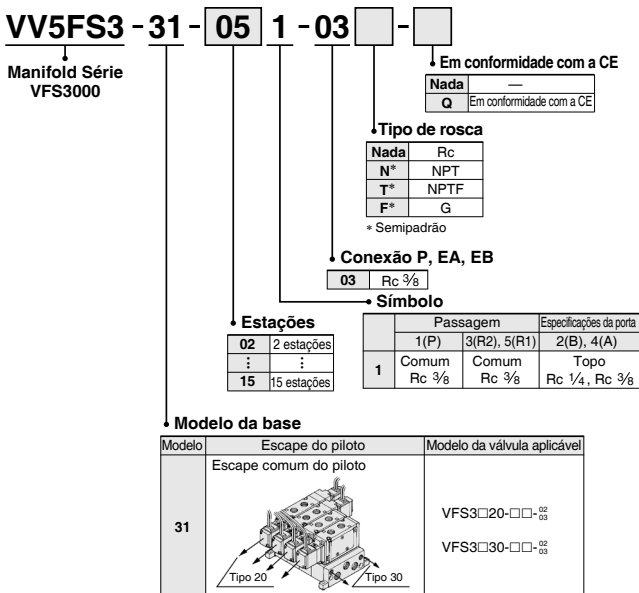 VV5FS3 - 31 - 05 1 - 03 □ - □
Manifold Série
VFS3000
Em conformidade com a CE
Nada —
Q Em conformidade com a CE
Tipo de rosca
Nada Rc
N* NPT
T* NPTF
F* G
* Semipadrão
Conexão P, EA, EB
03 Rc 3/8
Símbolo
Passagem Especificações da porta
1(P) 3(R2), 5(R1) 2(B), 4(A)
1 Comum Rc 3/8 Comum Rc 3/8 Topo Rc 1/4, Rc 3/8
Estações
02 2 estações
⋮ ⋮
15 15 estações
Modelo da base
Modelo Escape do piloto Modelo da válvula aplicável
31 Escape comum do piloto
Tipo 20 Tipo 30
VFS3□20-□□-02/03
VFS3□30-□□-02/03